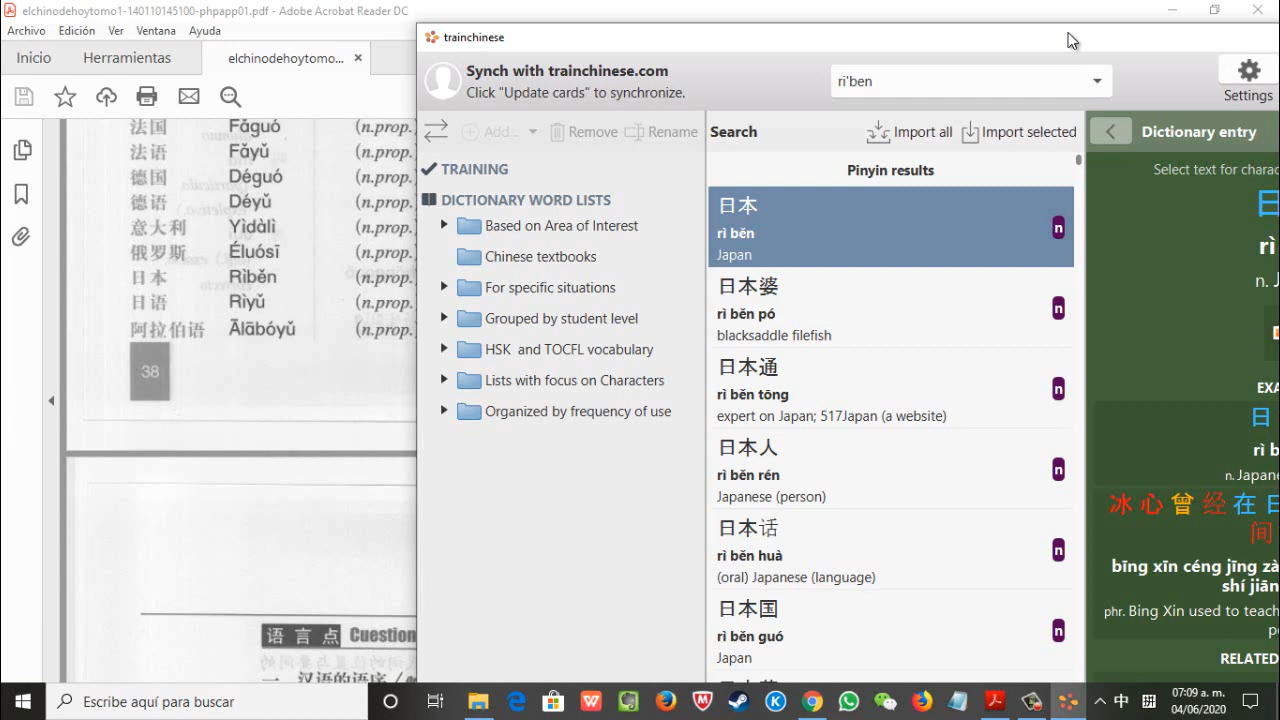 elchinodehoytomo1-140110145100-phpapp01.pdf - Adobe Acrobat Reader DC
Archivo Edición Ver Ventana Ayuda
Inicio Herramientas elchinodehoytomo... ×
法国 Fǎguó (n.prop.
法语 Fǎyǔ (n.prop.
德国 Déguó (n.prop.
德语 Déyǔ (n.prop.
意大利 Yìdàlì (n.prop.
俄罗斯 Éluósī (n.prop.
日本 Rìběn (n.prop.
日语 Rìyǔ (n.prop.
阿拉伯语 Ālābóyǔ (n.prop.
38
语言点 Cuestion
trainchinese
Synch with trainchinese.com
Click "Update cards" to synchronize.
ri'ben
Settings
Add... Remove Rename
TRAINING
DICTIONARY WORD LISTS
Based on Area of Interest
Chinese textbooks
For specific situations
Grouped by student level
HSK and TOCFL vocabulary
Lists with focus on Characters
Organized by frequency of use
Search Import all Import selected
Pinyin results
日本
rì běn n
Japan
日本婆
rì běn pó n
blacksaddle filefish
日本通
rì běn tōng n
expert on Japan; 517Japan (a website)
日本人
rì běn rén n
Japanese (person)
日本话
rì běn huà n
(oral) Japanese (language)
日本国
rì běn guó n
Japan
Dictionary entry
Select text for charac
日
rì
n. J
EXA
日
rì b
n. Japane
冰心曾经在日
间
bīng xīn céng jīng zà
shí jiān
phr. Bing Xin used to teach
RELATED
Escribe aquí para buscar
中 拼 07:09 a. m.
04/06/2020